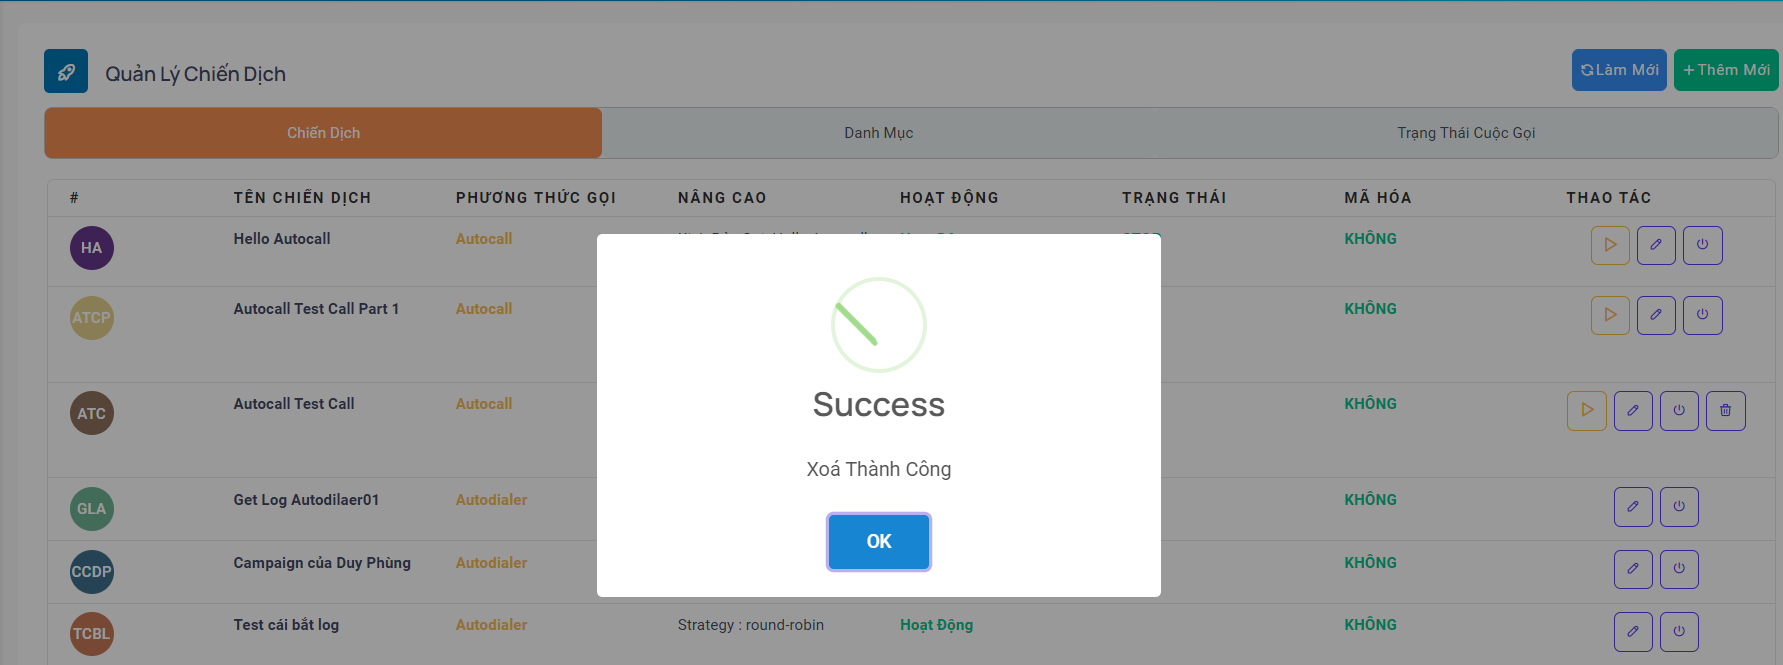 Quản Lý Chiến Dịch
Làm Mới
+ Thêm Mới
Chiến Dịch Danh Mục Trạng Thái Cuộc Gọi
# TÊN CHIẾN DỊCH PHƯƠNG THỨC GỌI NÂNG CAO HOẠT ĐỘNG TRẠNG THÁI MÃ HÓA THAO TÁC
HA Hello Autocall Autocall KHÔNG
ATCP Autocall Test Call Part 1 Autocall KHÔNG
ATC Autocall Test Call Autocall KHÔNG
GLA Get Log Autodilaer01 Autodialer KHÔNG
CCDP Campaign của Duy Phùng Autodialer KHÔNG
TCBL Test cái bắt log Autodialer Strategy : round-robin Hoạt Động KHÔNG
Success
Xoá Thành Công
OK